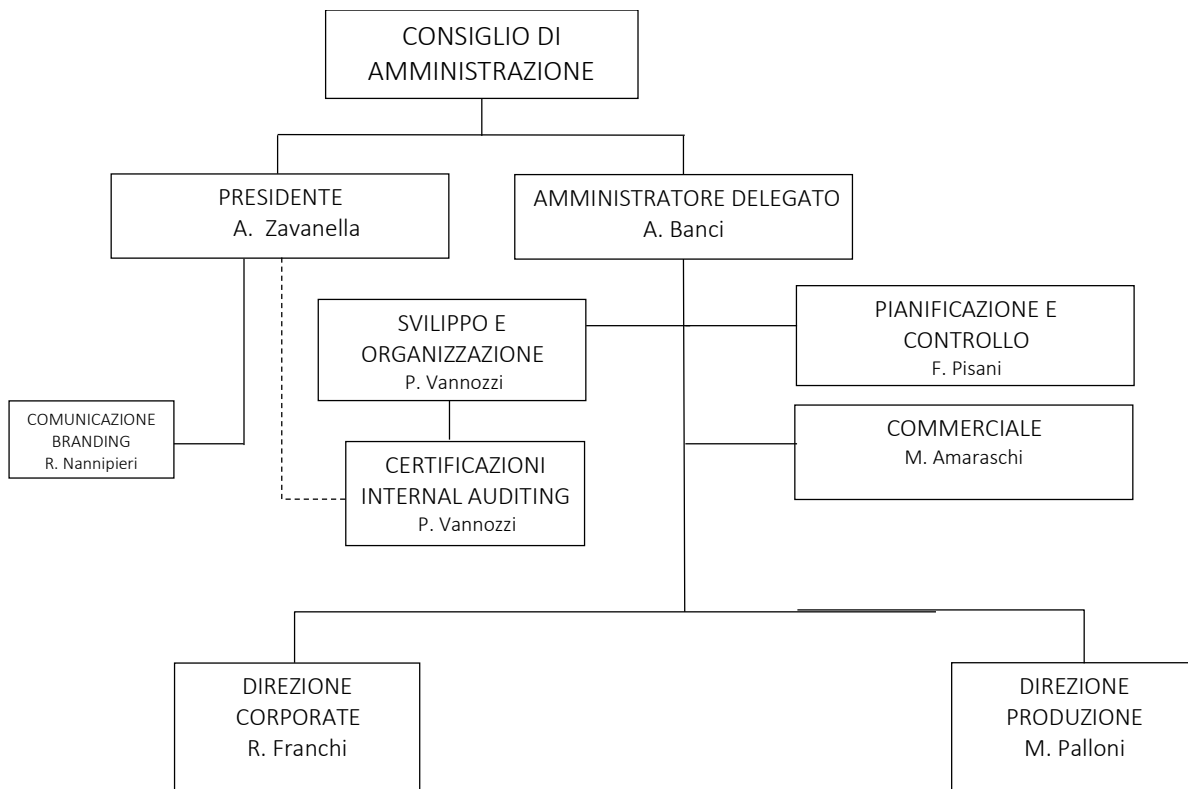 CONSIGLIO DI
AMMINISTRAZIONE
PRESIDENTE
A. Zavanella
AMMINISTRATORE DELEGATO
A. Banci
SVILIPPO E
ORGANIZZAZIONE
P. Vannozzi
PIANIFICAZIONE E
CONTROLLO
F. Pisani
COMUNICAZIONE
BRANDING
R. Nannipieri
CERTIFICAZIONI
INTERNAL AUDITING
P. Vannozzi
COMMERCIALE
M. Amaraschi
DIREZIONE
CORPORATE
R. Franchi
DIREZIONE
PRODUZIONE
M. Palloni